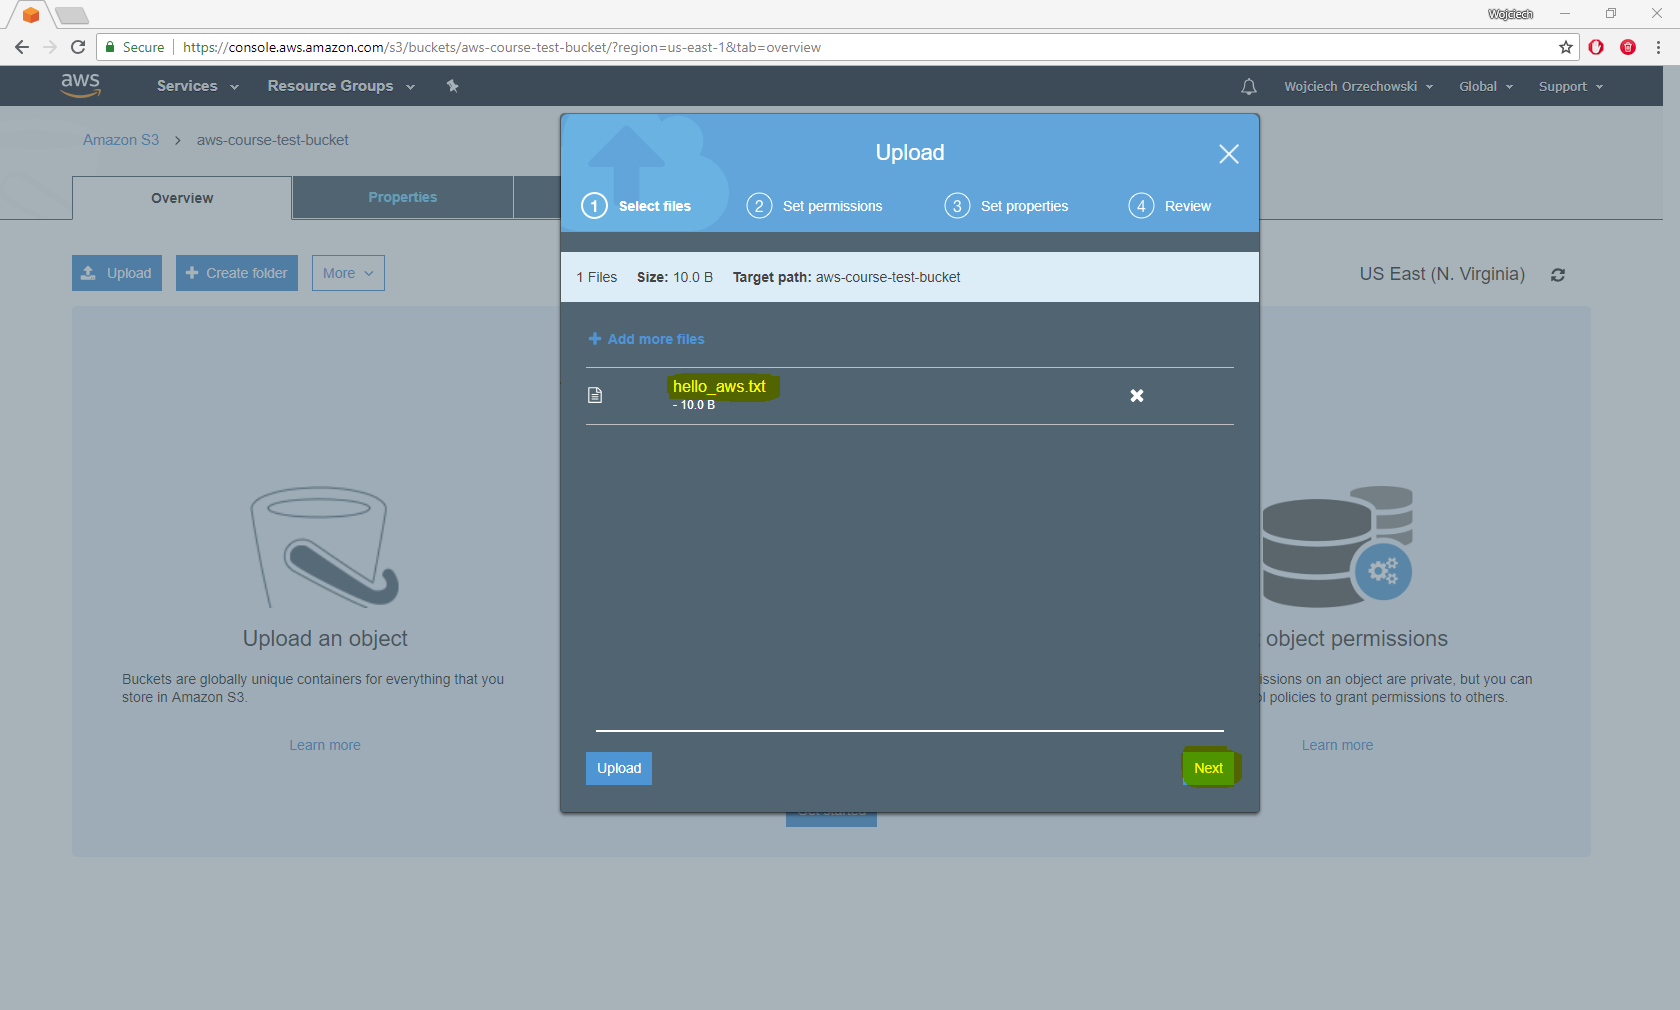 Wojciech
Secure https://console.aws.amazon.com/s3/buckets/aws-course-test-bucket/?region=us-east-1&tab=overview
aws Services Resource Groups Wojciech Orzechowski Global Support
Amazon S3 > aws-course-test-bucket
Overview Properties
Upload Create folder More
US East (N. Virginia)
Upload
1 Select files 2 Set permissions 3 Set properties 4 Review
1 Files Size: 10.0 B Target path: aws-course-test-bucket
+ Add more files
hello_aws.txt
- 10.0 B
Upload Next
Upload an object
Buckets are globally unique containers for everything that you
store in Amazon S3.
Learn more
object permissions
on an object are private, but you can
policies to grant permissions to others.
Learn more